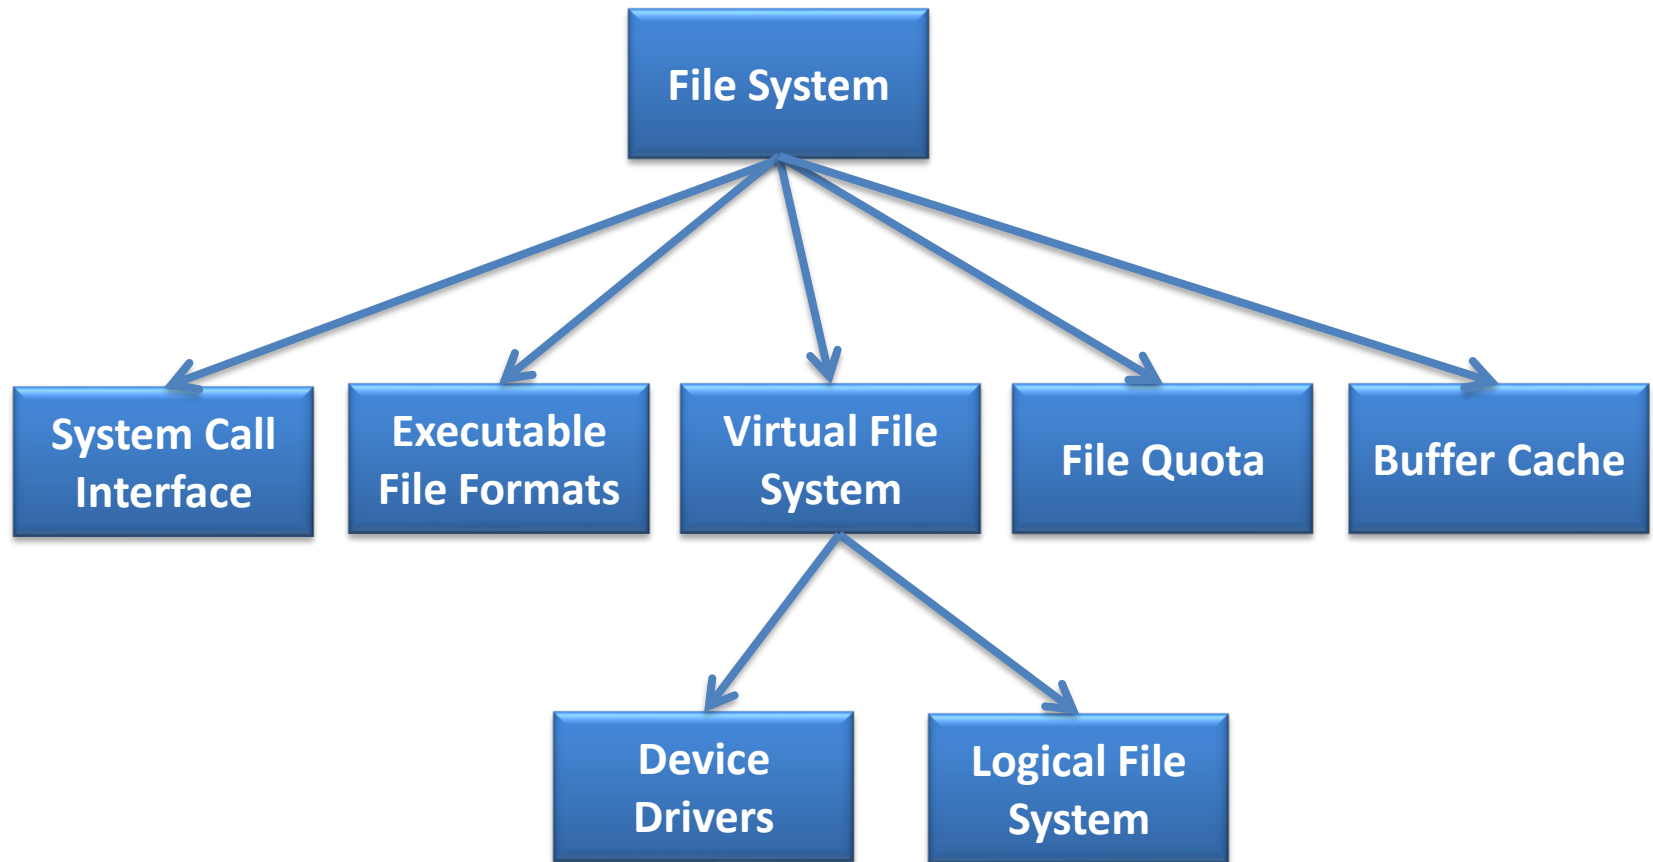 File System
System Call
Interface
Executable
File Formats
Virtual File
System
File Quota
Buffer Cache
Device
Drivers
Logical File
System